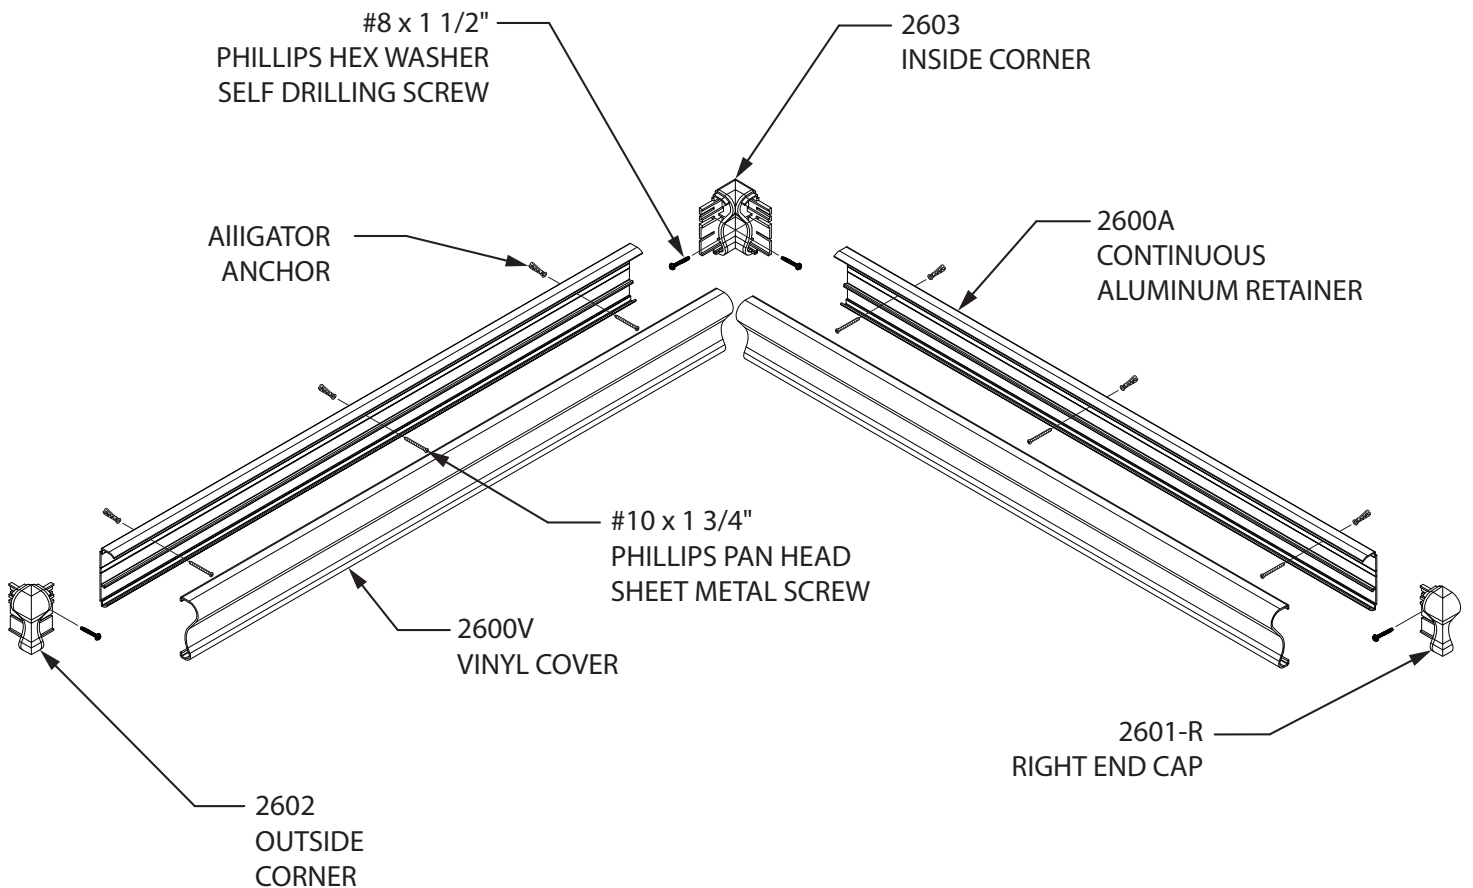 #8 x 1 1/2"
PHILLIPS HEX WASHER
SELF DRILLING SCREW
2603
INSIDE CORNER
AllIGATOR
ANCHOR
2600A
CONTINUOUS
ALUMINUM RETAINER
#10 x 1 3/4"
PHILLIPS PAN HEAD
SHEET METAL SCREW
2600V
VINYL COVER
2601-R
RIGHT END CAP
2602
OUTSIDE
CORNER